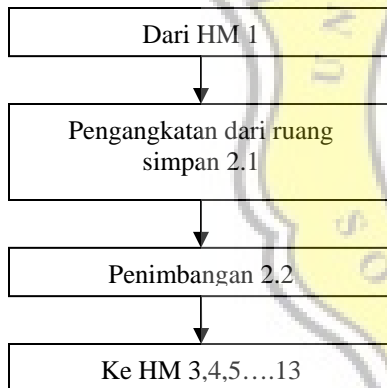 Dari HM 1
Pengangkatan dari ruang
simpan 2.1
Penimbangan 2.2
Ke HM 3,4,5….13